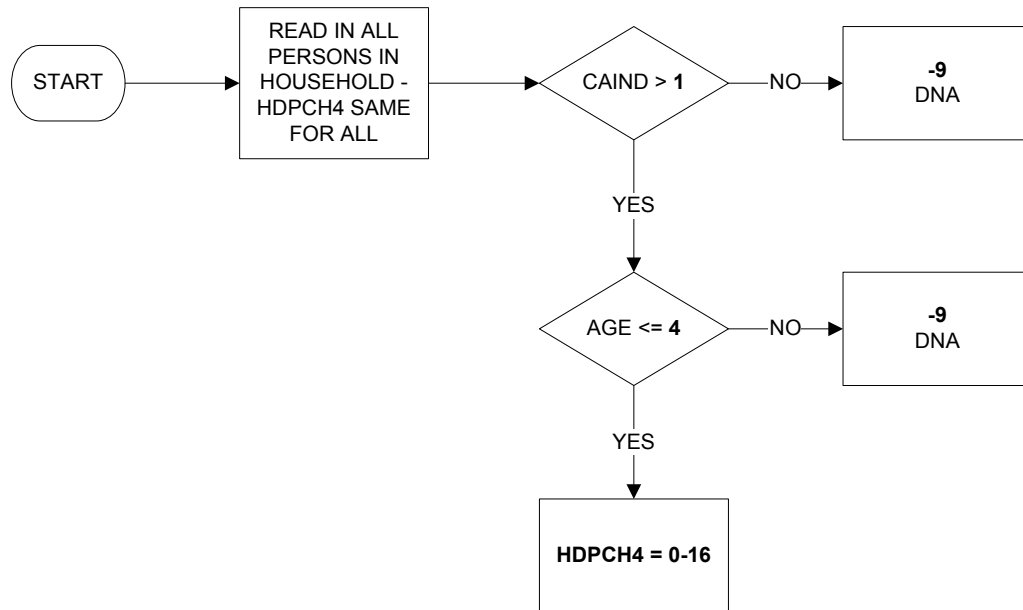 START
READ IN ALL
PERSONS IN
HOUSEHOLD -
HDPCH4 SAME
FOR ALL
CAIND > 1
NO
-9
DNA
YES
AGE <= 4
NO
-9
DNA
YES
HDPCH4 = 0-16